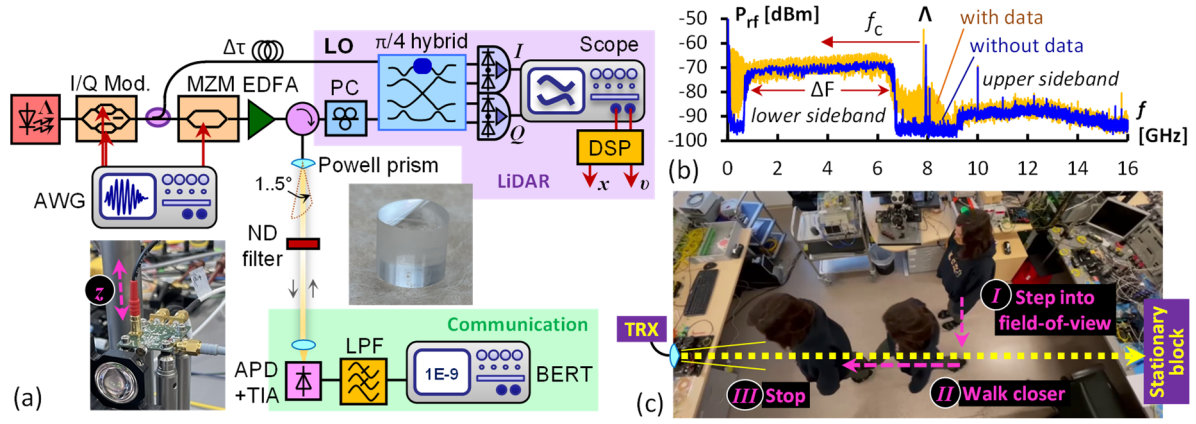 Δτ
LO
π/4 hybrid
Scope
I/Q Mod.
MZM
EDFA
PC
I
Q
Λ
DSP
x
υ
LiDAR
AWG
Powell prism
1..5°
ND
filter
z
Communication
APD
+TIA
LPF
1E-9
BERT
(a)
P_rf [dBm]
-50
-60
-70
-80
-90
-100
f_c
Λ
with data
without data
upper sideband
ΔF
lower sideband
f
[GHz]
0
2
4
6
8
10
12
14
16
(b)
TRX
I Step into
field-of-view
II Walk closer
III Stop
Stationary
block
(c)